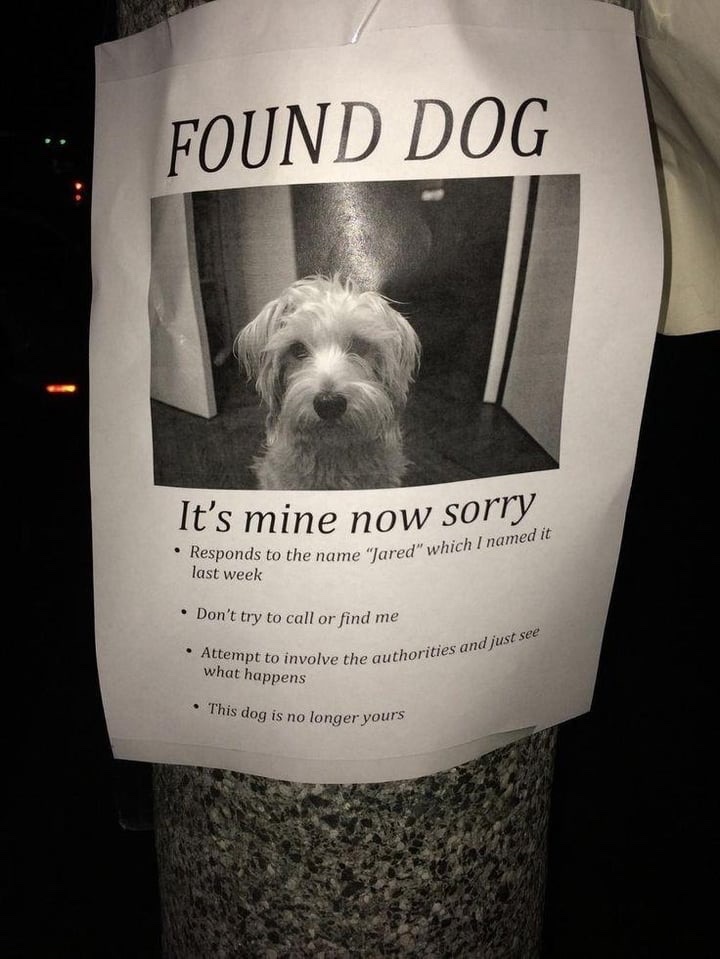 FOUND DOG
It's mine now sorry
• Responds to the name "Jared" which I named it
last week
• Don't try to call or find me
• Attempt to involve the authorities and just see
what happens
• This dog is no longer yours